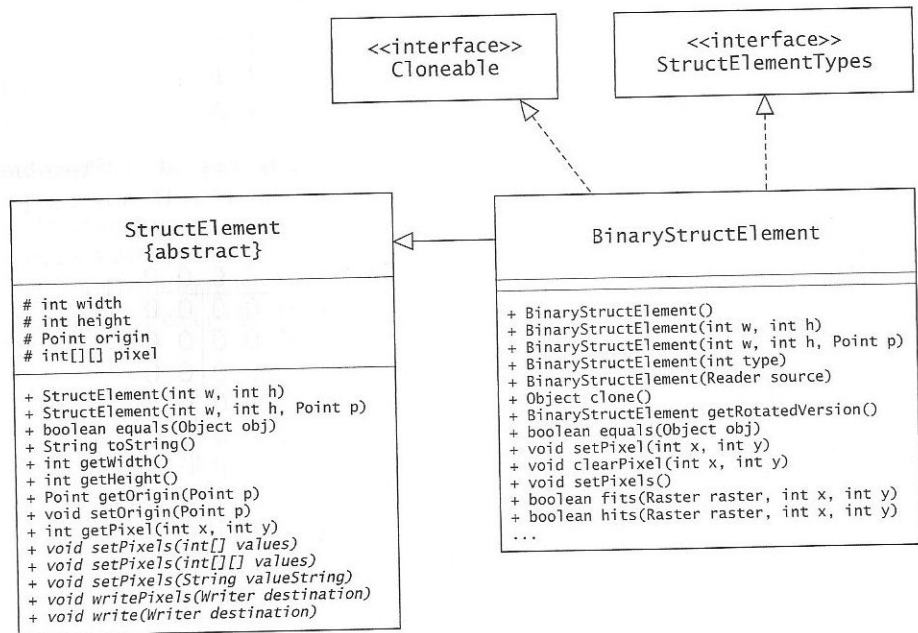 <<interface>>
Cloneable
<<interface>>
StructElementTypes
StructElement
{abstract}
# int width
# int height
# Point origin
# int[][] pixel
+ StructElement(int w, int h)
+ StructElement(int w, int h, Point p)
+ boolean equals(Object obj)
+ String toString()
+ int getWidth()
+ int getHeight()
+ Point getOrigin(Point p)
+ void setOrigin(Point p)
+ int getPixel(int x, int y)
+ void setPixels(int[] values)
+ void setPixels(int[][] values)
+ void setPixels(String valueString)
+ void writePixels(Writer destination)
+ void write(Writer destination)
BinaryStructElement
+ BinaryStructElement()
+ BinaryStructElement(int w, int h)
+ BinaryStructElement(int w, int h, Point p)
+ BinaryStructElement(int type)
+ BinaryStructElement(Reader source)
+ Object clone()
+ BinaryStructElement getRotatedVersion()
+ boolean equals(Object obj)
+ void setPixel(int x, int y)
+ void clearPixel(int x, int y)
+ void setPixels()
+ boolean fits(Raster raster, int x, int y)
+ boolean hits(Raster raster, int x, int y)
...